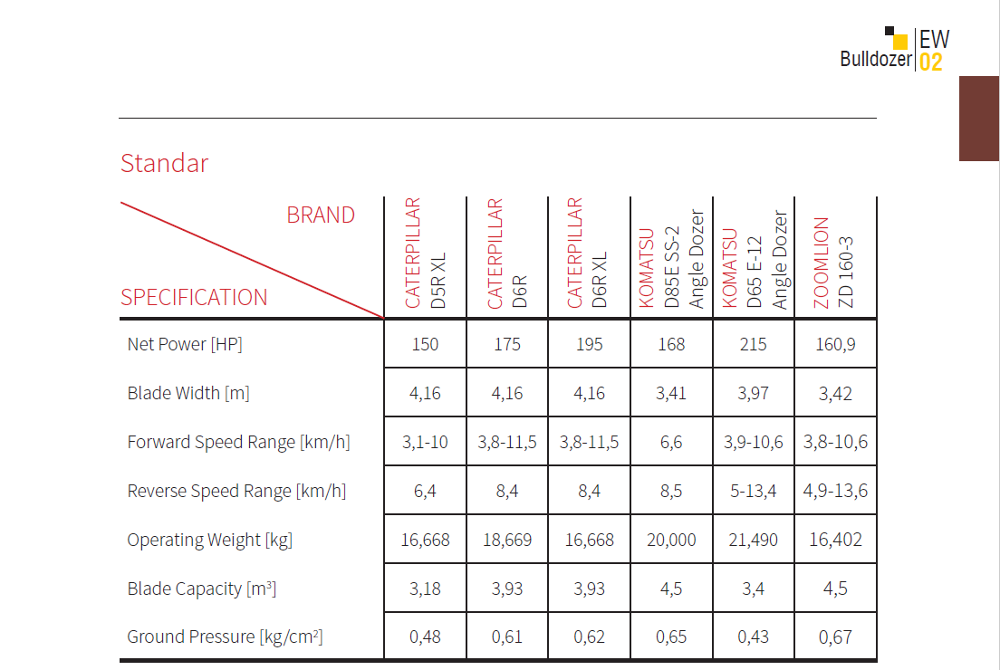 Bulldozer EW
02
Standar
BRAND
SPECIFICATION
CATERPILLAR
D5R XL
CATERPILLAR
D6R
CATERPILLAR
D6R XL
KOMATSU
D85E SS-2
Angle Dozer
KOMATSU
D65 E-12
Angle Dozer
ZOOMLION
ZD 160-3
Net Power [HP] 150 175 195 168 215 160,9
Blade Width [m] 4,16 4,16 4,16 3,41 3,97 3,42
Forward Speed Range [km/h] 3,1-10 3,8-11,5 3,8-11,5 6,6 3,9-10,6 3,8-10,6
Reverse Speed Range [km/h] 6,4 8,4 8,4 8,5 5-13,4 4,9-13,6
Operating Weight [kg] 16,668 18,669 16,668 20,000 21,490 16,402
Blade Capacity [m³] 3,18 3,93 3,93 4,5 3,4 4,5
Ground Pressure [kg/cm²] 0,48 0,61 0,62 0,65 0,43 0,67